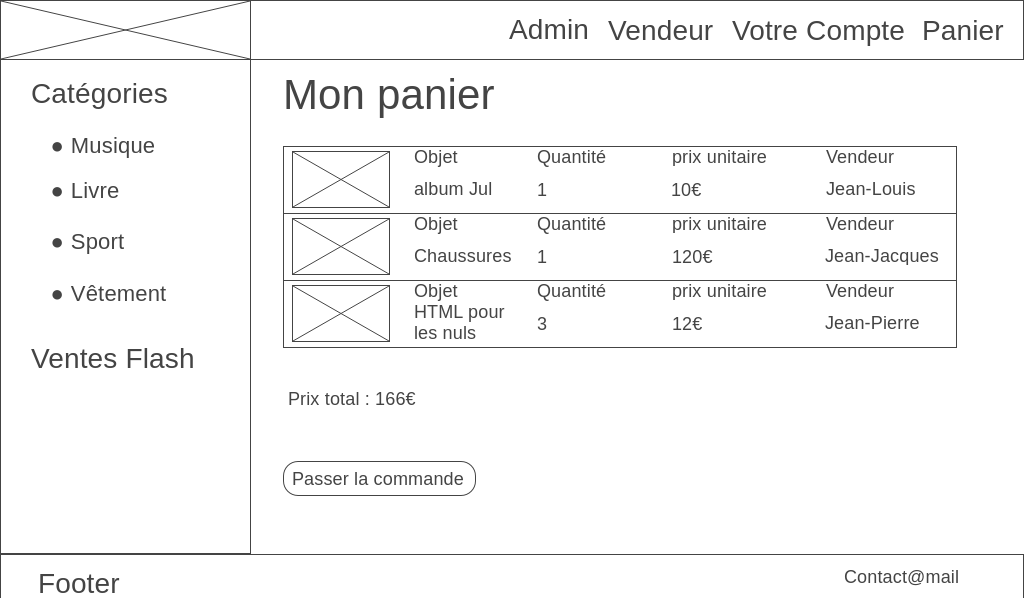 Admin Vendeur Votre Compte Panier
Catégories
● Musique
● Livre
● Sport
● Vêtement
Ventes Flash
Mon panier
Objet Quantité prix unitaire Vendeur
album Jul 1 10€ Jean-Louis
Objet Quantité prix unitaire Vendeur
Chaussures 1 120€ Jean-Jacques
Objet Quantité prix unitaire Vendeur
HTML pour
les nuls 3 12€ Jean-Pierre
Prix total : 166€
Passer la commande
Footer Contact@mail